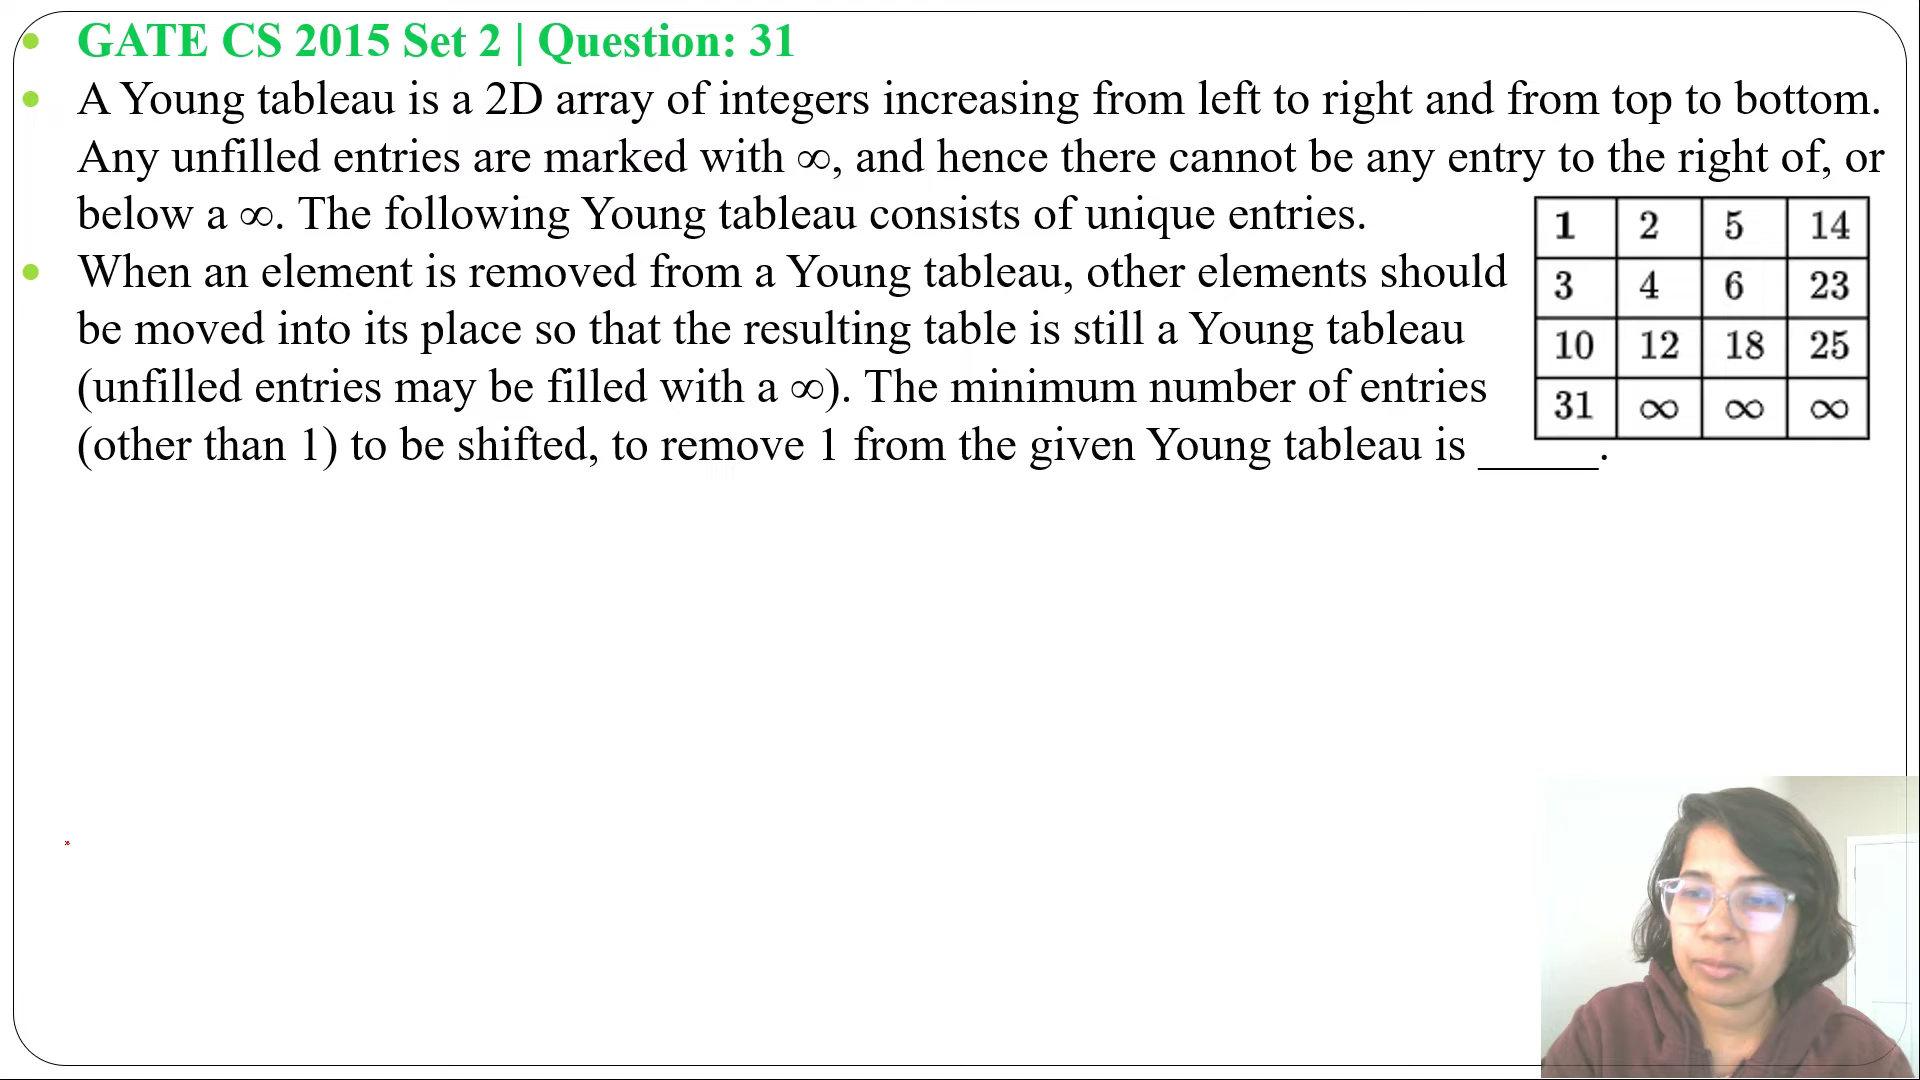 GATE CS 2015 Set 2 | Question: 31
A Young tableau is a 2D array of integers increasing from left to right and from top to bottom.
Any unfilled entries are marked with ∞, and hence there cannot be any entry to the right of, or
below a ∞. The following Young tableau consists of unique entries.
When an element is removed from a Young tableau, other elements should
be moved into its place so that the resulting table is still a Young tableau
(unfilled entries may be filled with a ∞). The minimum number of entries
(other than 1) to be shifted, to remove 1 from the given Young tableau is _____.
1 2 5 14
3 4 6 23
10 12 18 25
31 ∞ ∞ ∞